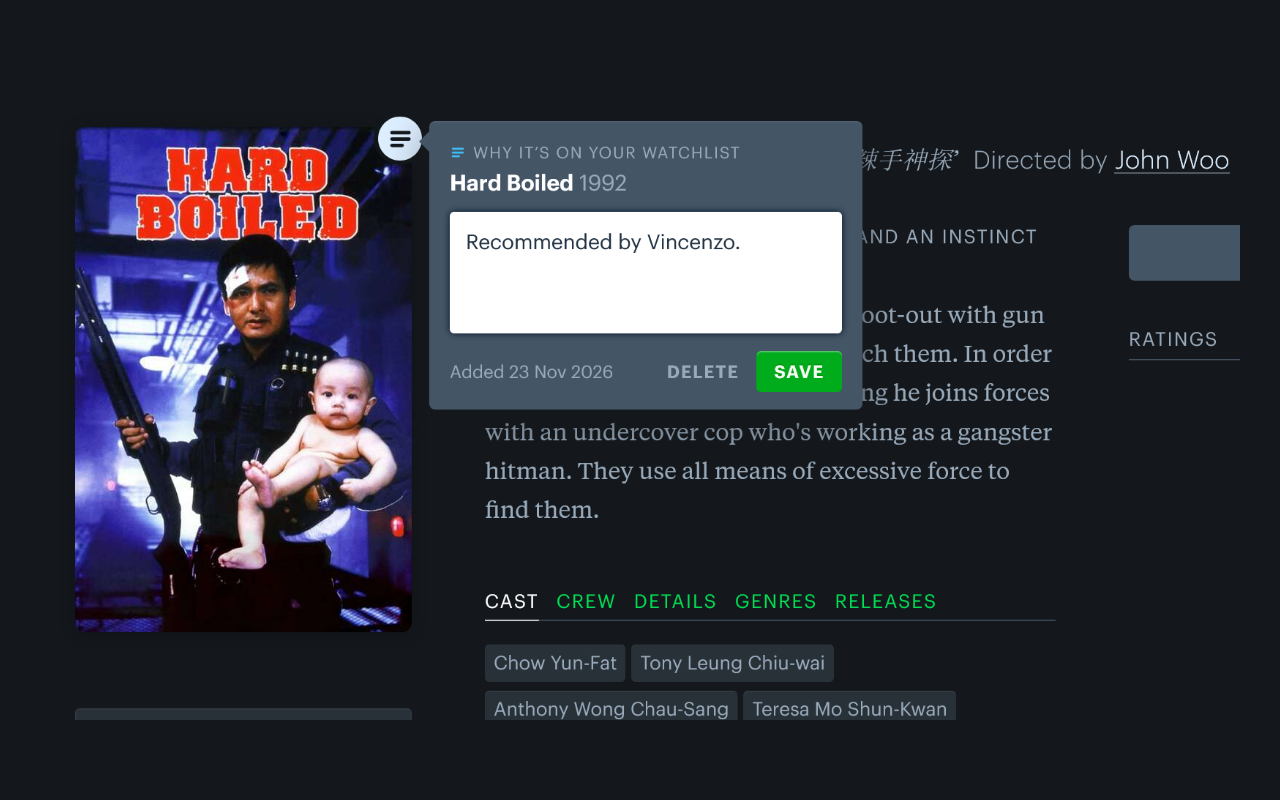 HARD
BOILED
WHY IT’S ON YOUR WATCHLIST
Hard Boiled 1992
Recommended by Vincenzo.
Added 23 Nov 2026
DELETE
SAVE
辣手神探’ Directed by John Woo
AND AN INSTINCT
oot-out with gun
ch them. In order
ng he joins forces
with an undercover cop who's working as a gangster
hitman. They use all means of excessive force to
find them.
RATINGS
CAST CREW DETAILS GENRES RELEASES
Chow Yun-Fat Tony Leung Chiu-wai
Anthony Wong Chau-Sang Teresa Mo Shun-Kwan